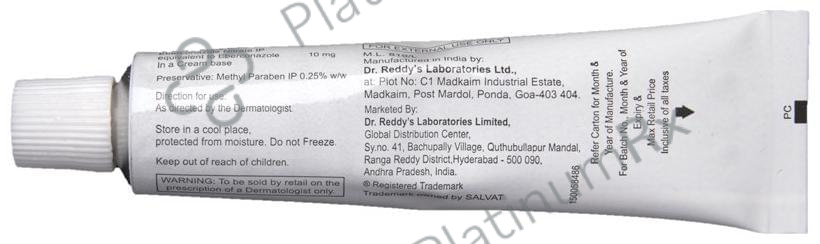 equivalent to Eberconazole 10 mg
in a Cream base
Preservative: Methyl Paraben IP 0.25% w/w
Direction for use:
As directed by the Dermatologist.
Store in a cool place,
protected from moisture. Do not Freeze.
Keep out of reach of children.
WARNING: To be sold by retail on the
prescription of a Dermatologist only.
FOR EXTERNAL USE ONLY
M.L.
Manufactured in India by:
Dr. Reddy's Laboratories Ltd.,
at: Plot No: C1 Madkaim Industrial Estate,
Madkaim, Post Mardol, Ponda, Goa-403 404.
Marketed By:
Dr. Reddy's Laboratories Limited,
Global Distribution Center,
Sy.no. 41, Bachupally Village, Quthubullapur Mandal,
Ranga Reddy District,Hyderabad - 500 090,
Andhra Pradesh, India.
® Registered Trademark
Trademark owned by SALVAT
150068486
Refer Carton for Month &
Year of Manufacture.
For Batch No., Month & Year of
Expiry &
Max Retail Price
Inclusive of all taxes
PC
PlatinumRx